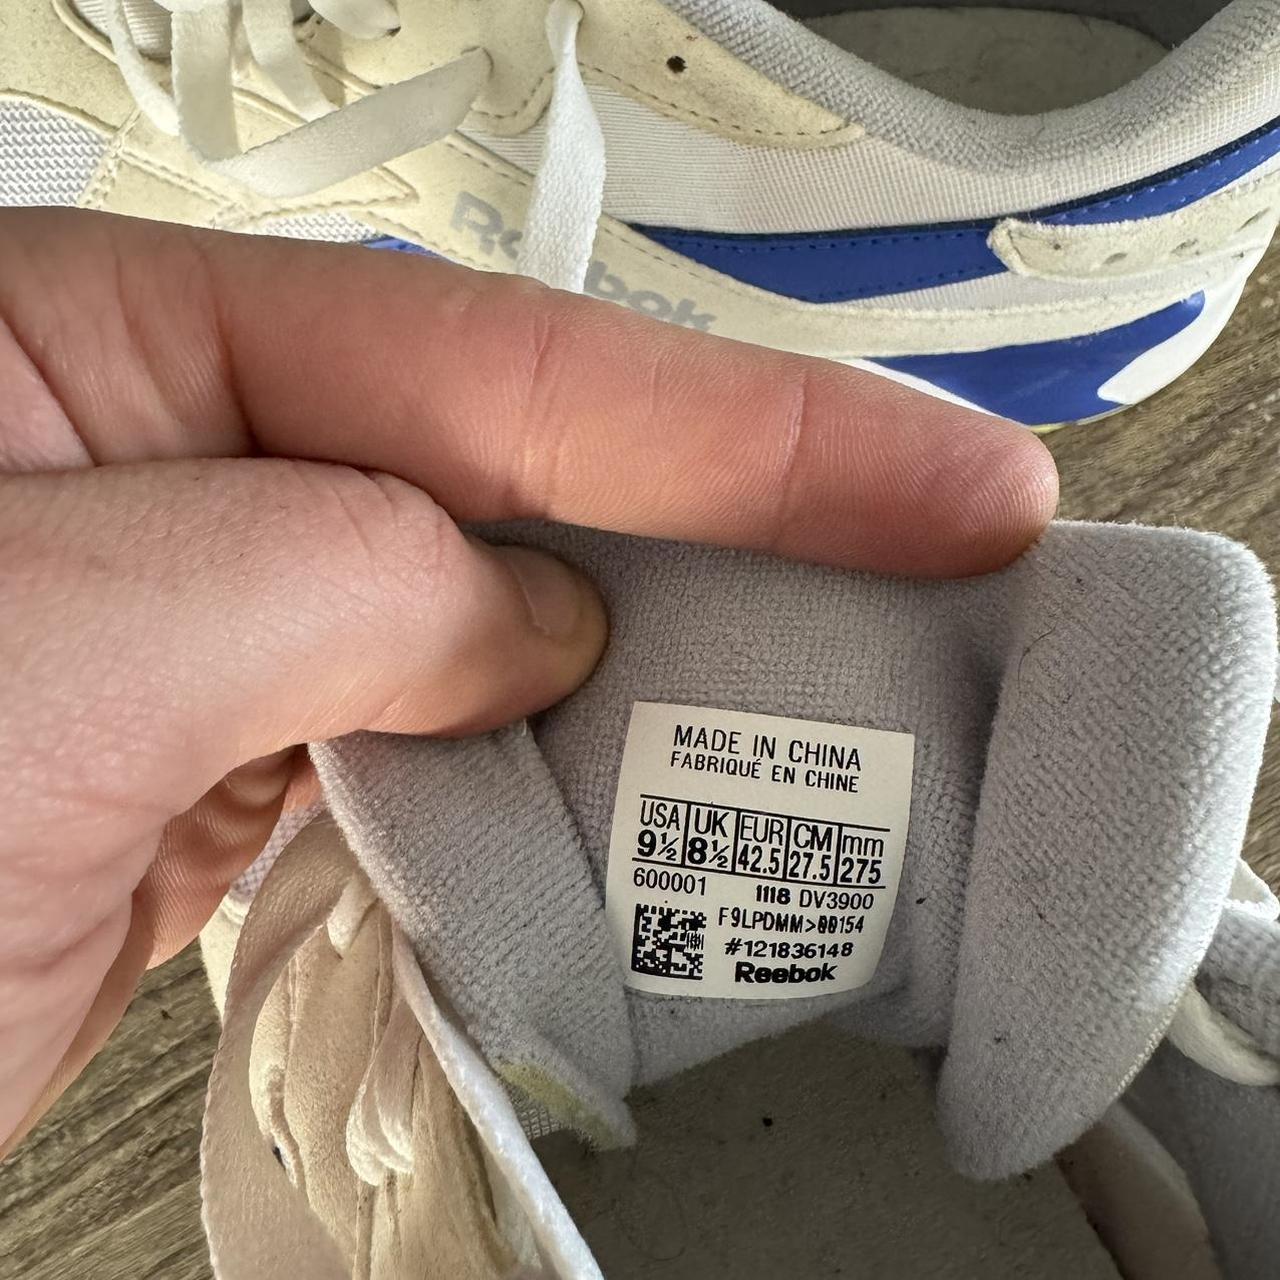 Reebok
MADE IN CHINA
FABRIQUÉ EN CHINE
USA UK EUR CM mm
9½ 8½ 42.5 27.5 275
600001 1118 DV3900
F9LPDMM>00154
#121836148
Reebok